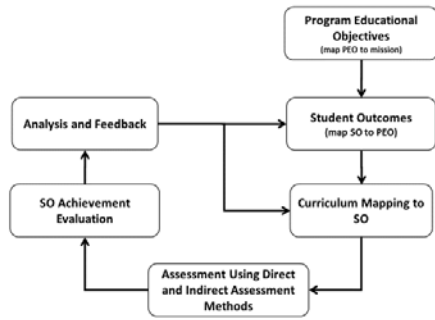 Program Educational
Objectives
(map PEO to mission)
Analysis and Feedback
Student Outcomes
(map SO to PEO)
SO Achievement
Evaluation
Curriculum Mapping to
SO
Assessment Using Direct
and Indirect Assessment
Methods